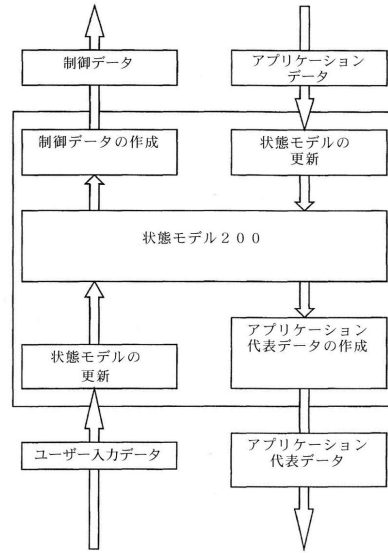 制御データ
アプリケーション
データ
制御データの作成
状態モデルの
更新
状態モデル200
状態モデルの
更新
アプリケーション
代表データの作成
ユーザー入力データ
アプリケーション
代表データ